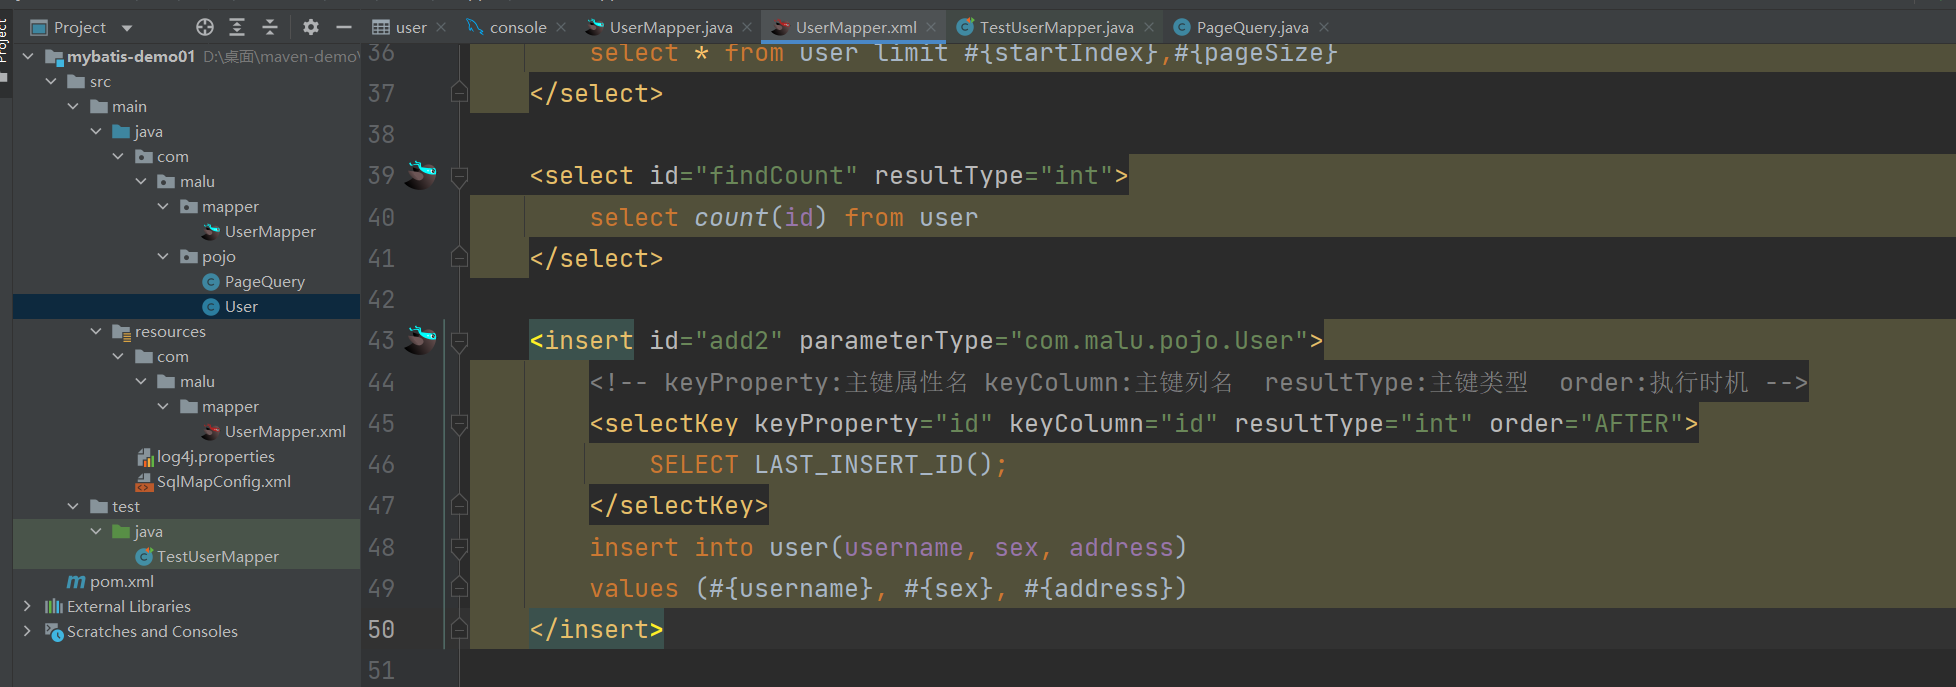 Project
Project
user
console
UserMapper.java
UserMapper.xml
TestUserMapper.java
PageQuery.java
mybatis-demo01 D:\桌面\maven-demo\
src
main
java
com
malu
mapper
UserMapper
pojo
PageQuery
User
resources
com
malu
mapper
UserMapper.xml
log4j.properties
SqlMapConfig.xml
test
java
TestUserMapper
pom.xml
External Libraries
Scratches and Consoles
36 select * from user limit #{startIndex},#{pageSize}
37 </select>
38
39 <select id="findCount" resultType="int">
40 select count(id) from user
41 </select>
42
43 <insert id="add2" parameterType="com.malu.pojo.User">
44 <!-- keyProperty:主键属性名 keyColumn:主键列名  resultType:主键类型  order:执行时机 -->
45 <selectKey keyProperty="id" keyColumn="id" resultType="int" order="AFTER">
46 SELECT LAST_INSERT_ID();
47 </selectKey>
48 insert into user(username, sex, address)
49 values (#{username}, #{sex}, #{address})
50 </insert>
51